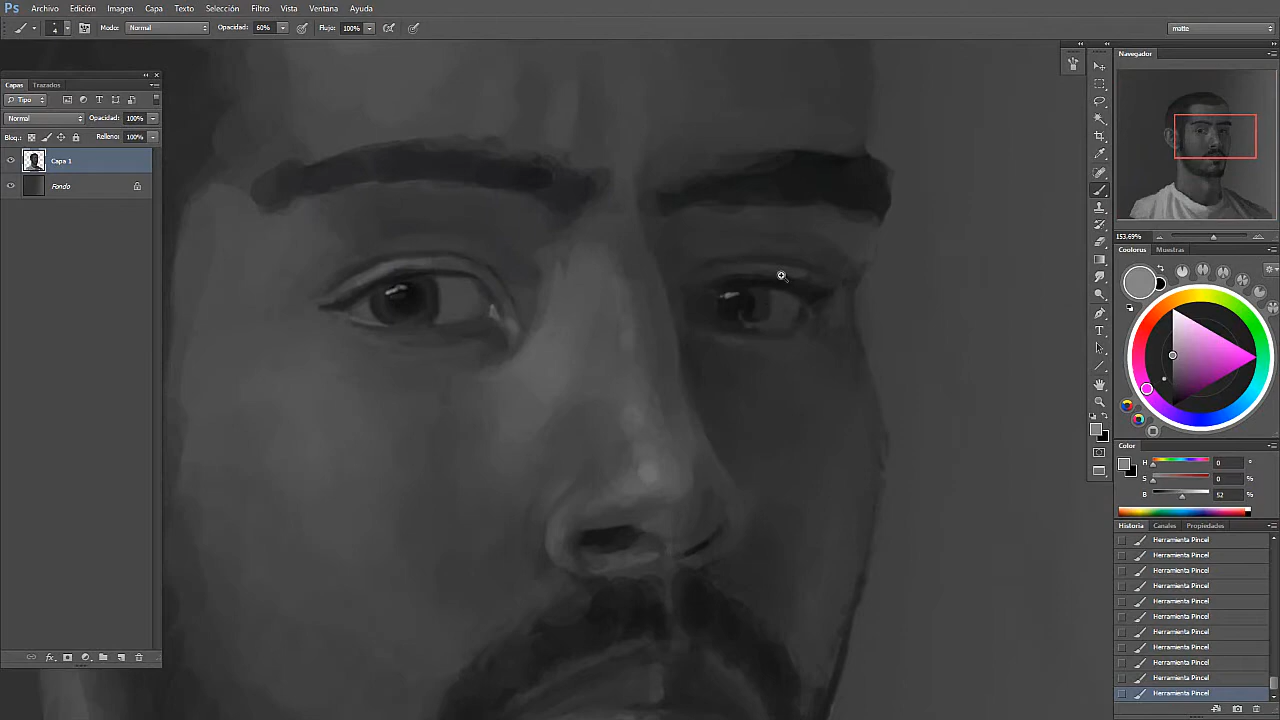 Ps Archivo Edición Imagen Capa Texto Selección Filtro Vista Ventana Ayuda
4 Modo: Normal Opacidad: 60% Flujo: 100% matte
Capas Trazados
Tipo
Normal Opacidad: 100%
Bloq.: Relleno: 100%
Capa 1
Fondo
fx
Navegador
153.69%
Coolorus Muestras
Color
H 0 °
S 0 %
B 52 %
Historia Canales Propiedades
Herramienta Pincel
Herramienta Pincel
Herramienta Pincel
Herramienta Pincel
Herramienta Pincel
Herramienta Pincel
Herramienta Pincel
Herramienta Pincel
Herramienta Pincel
Herramienta Pincel
Herramienta Pincel